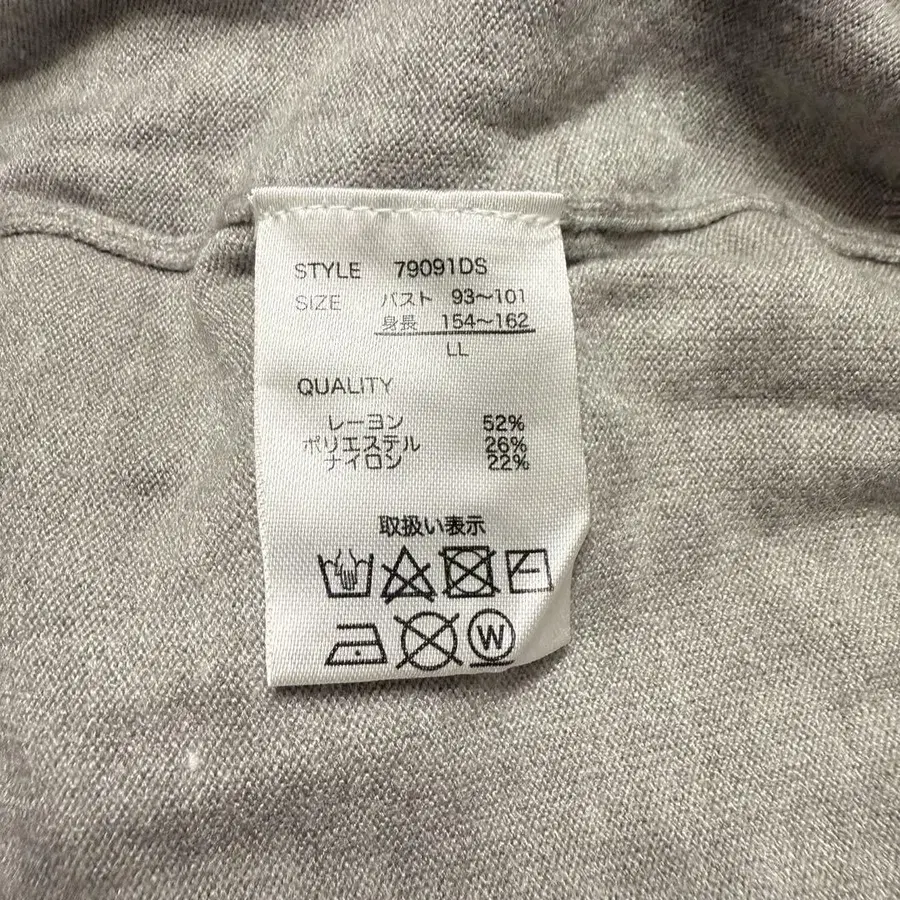 STYLE 79091DS
SIZE バスト 93〜101
身長 154〜162
LL
QUALITY
レーヨン 52%
ポリエステル 26%
ナイロン 22%
取扱い表示
W